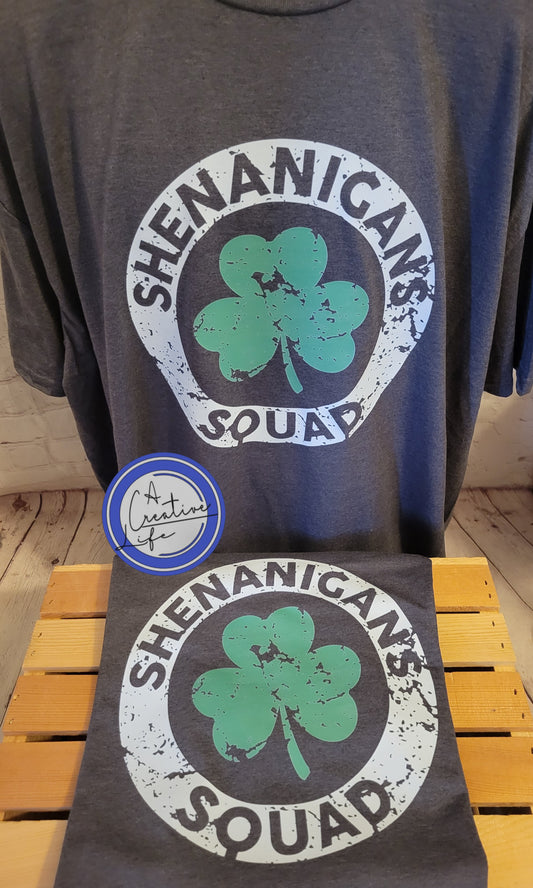 SHENANIGANS
SQUAD
A
Creative
Life
SHENANIGANS
SQUAD